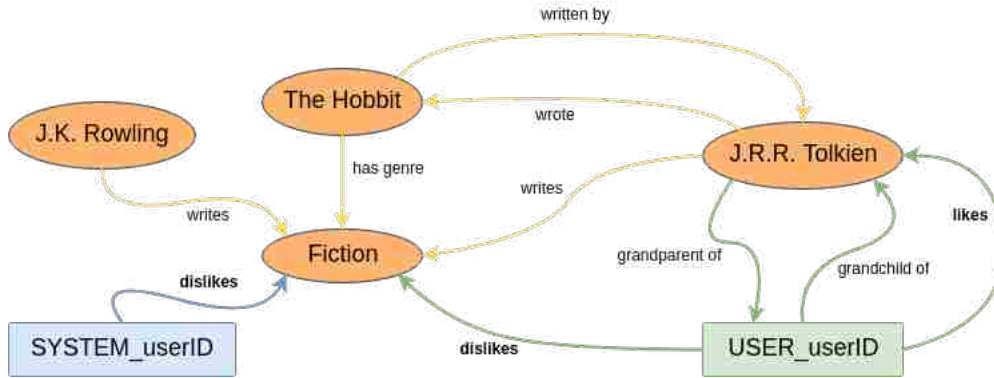 written by
The Hobbit
wrote
J.K. Rowling
J.R.R. Tolkien
has genre
writes
writes
likes
Fiction
grandparent of
grandchild of
dislikes
SYSTEM_userID
dislikes
USER_userID